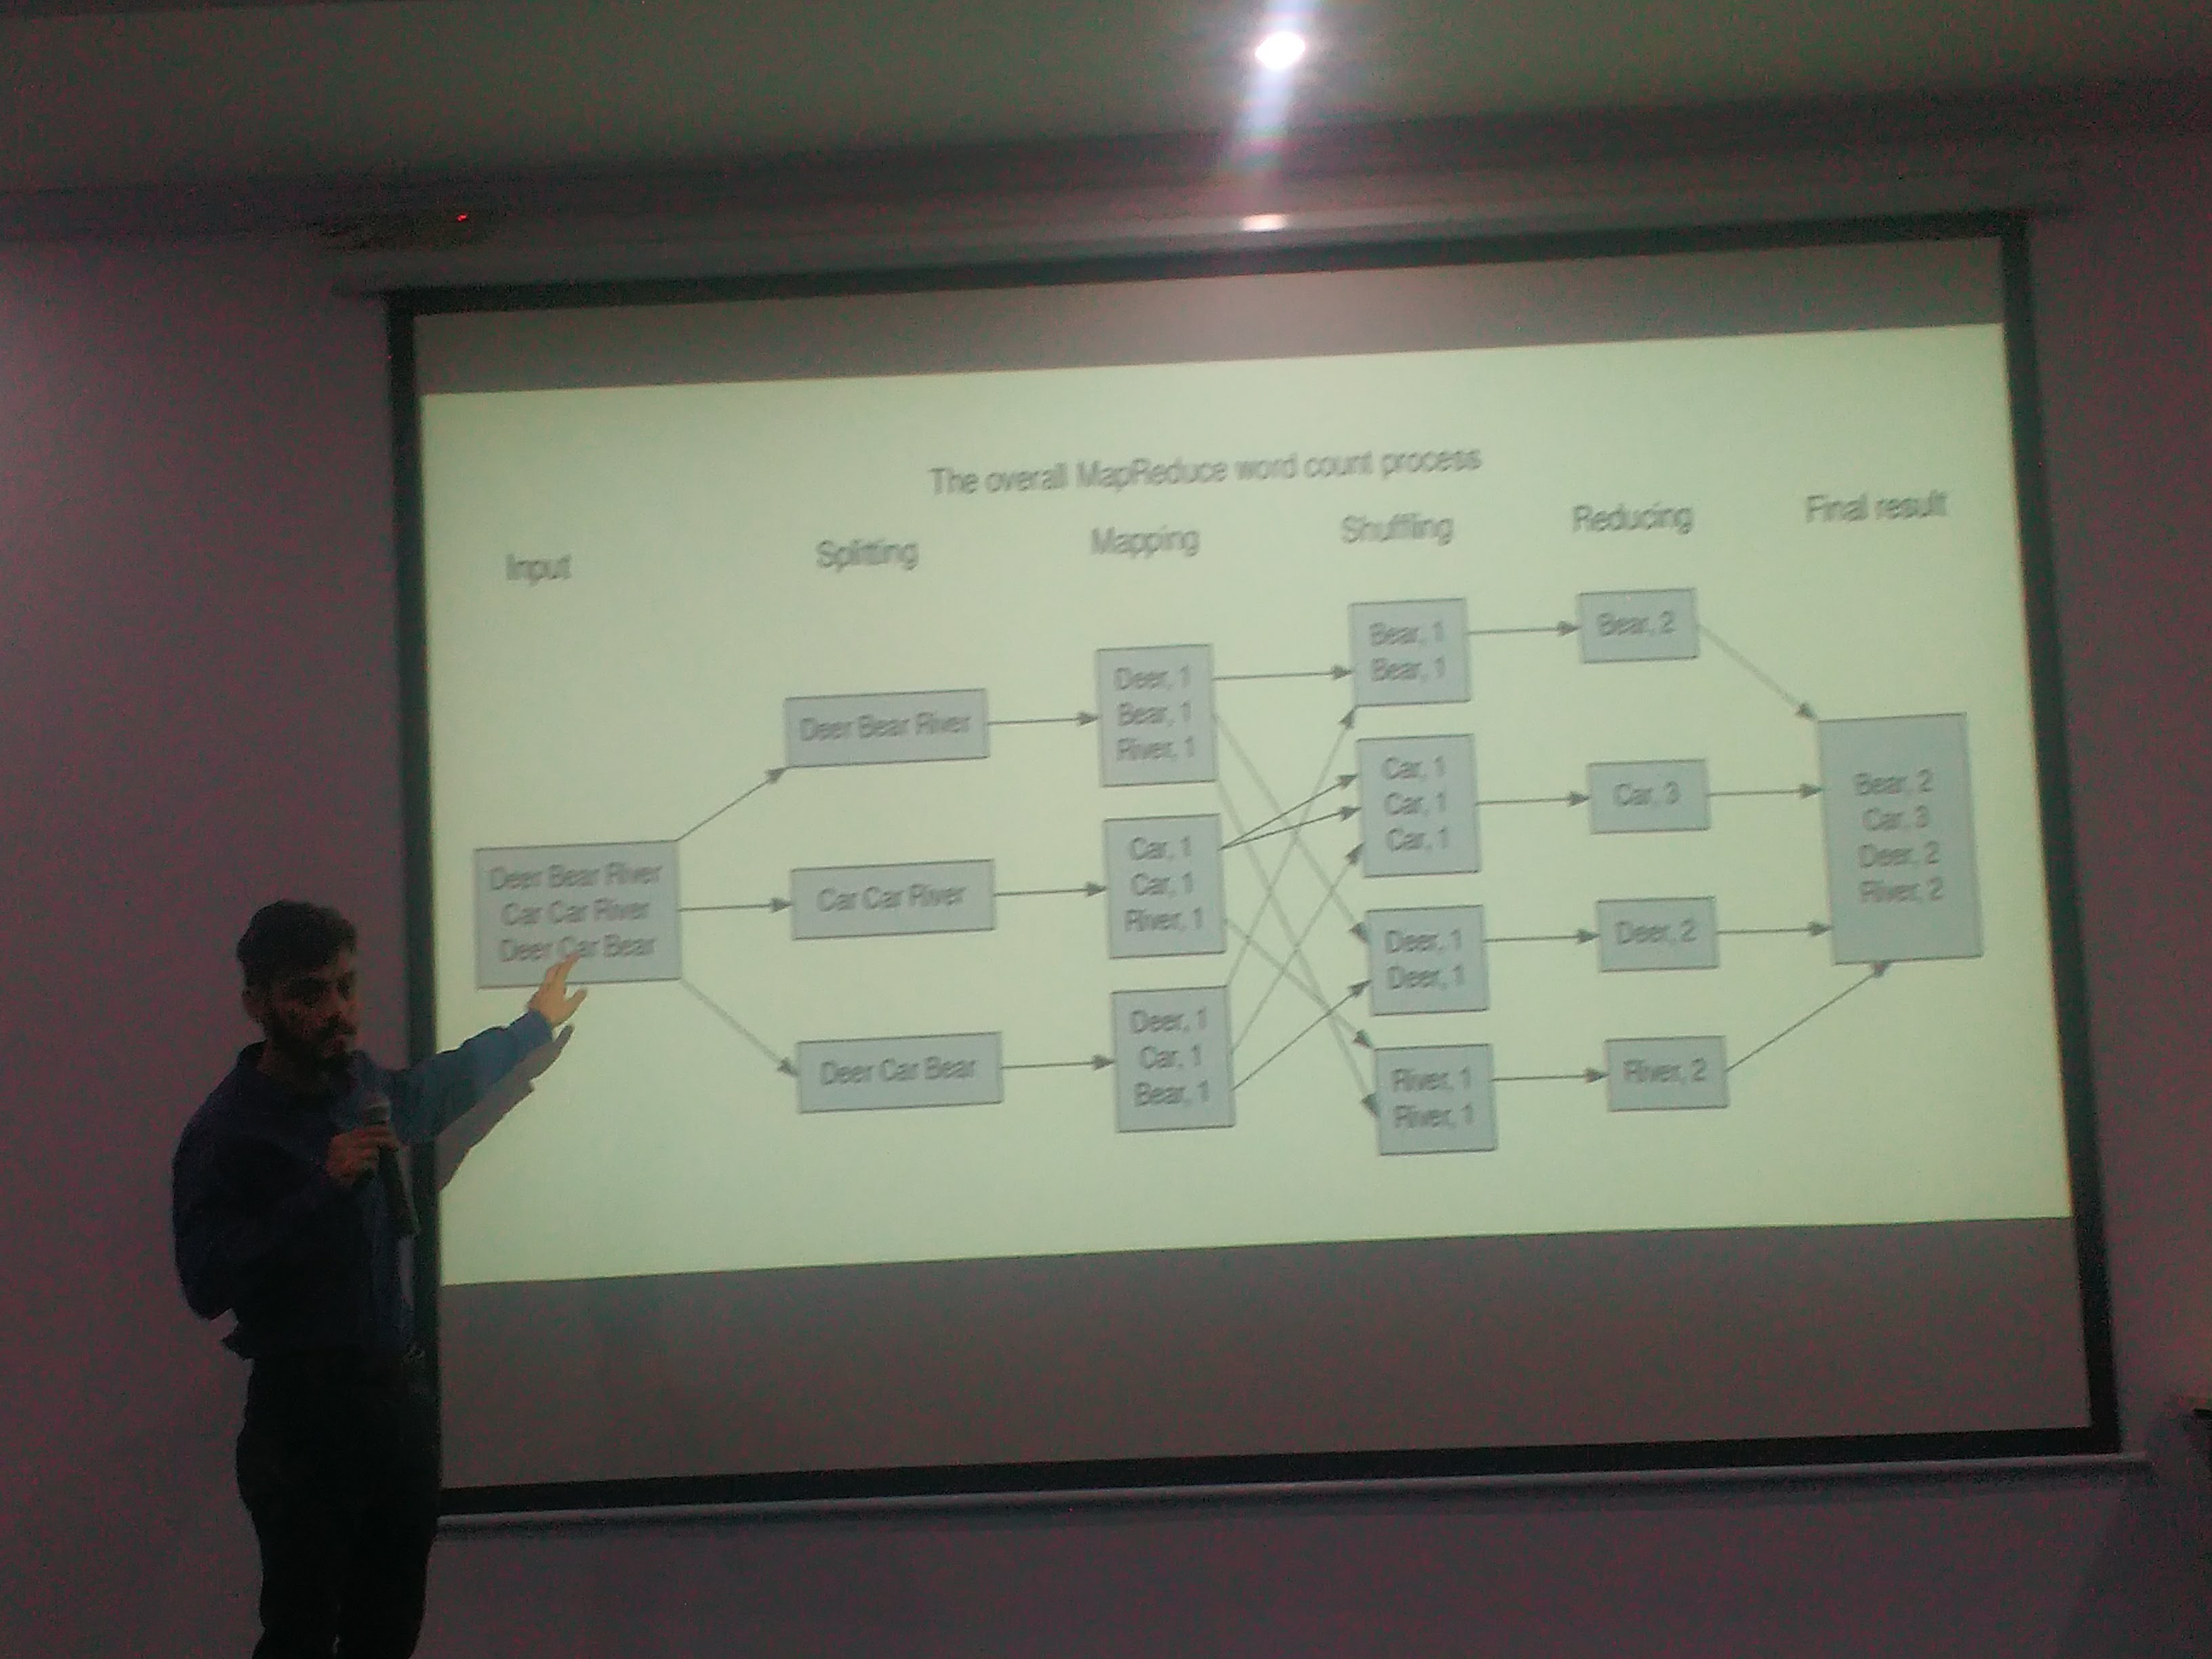 The overall MapReduce word count process
Input
Splitting
Mapping
Shuffling
Reducing
Final result
Deer Bear River
Car Car River
Deer Car Bear
Deer Bear River
Car Car River
Deer Car Bear
Deer, 1
Bear, 1
River, 1
Car, 1
Car, 1
River, 1
Deer, 1
Car, 1
Bear, 1
Bear, 1
Bear, 1
Car, 1
Car, 1
Car, 1
Deer, 1
Deer, 1
River, 1
River, 1
Bear, 2
Car, 3
Deer, 2
River, 2
Bear, 2
Car, 3
Deer, 2
River, 2